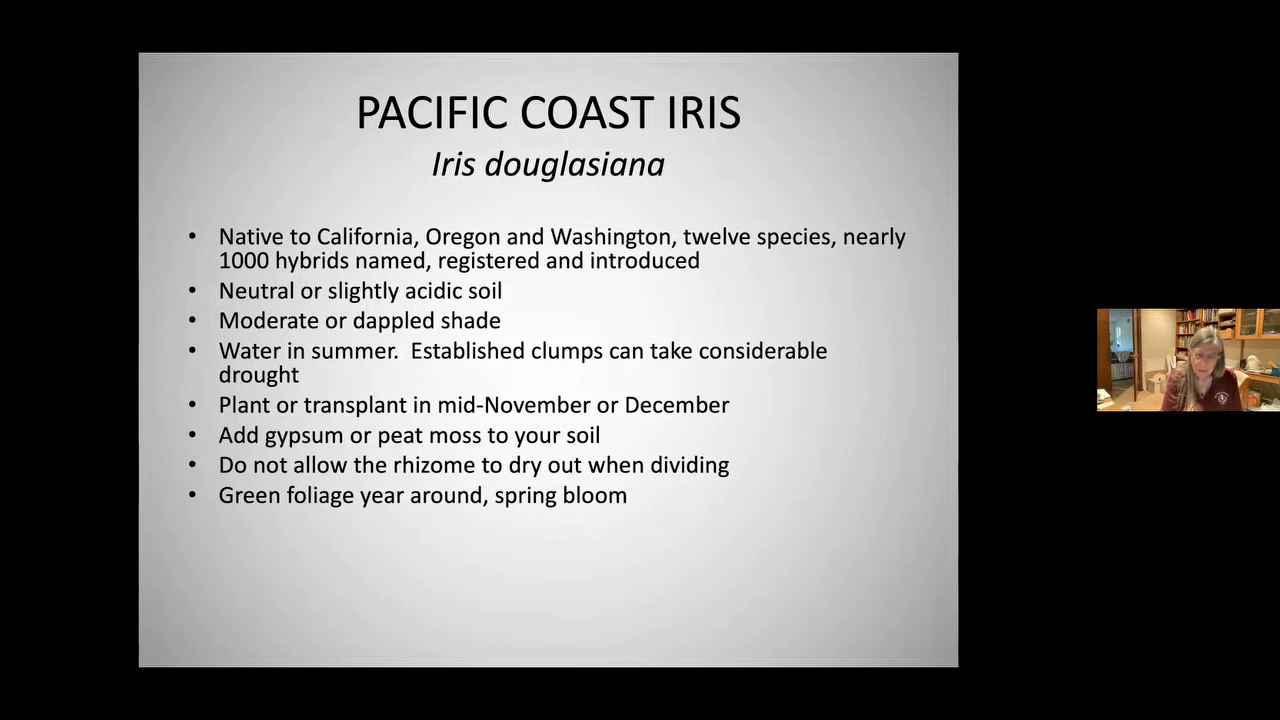 PACIFIC COAST IRIS
Iris douglasiana
• Native to California, Oregon and Washington, twelve species, nearly
1000 hybrids named, registered and introduced
• Neutral or slightly acidic soil
• Moderate or dappled shade
• Water in summer.  Established clumps can take considerable
drought
• Plant or transplant in mid-November or December
• Add gypsum or peat moss to your soil
• Do not allow the rhizome to dry out when dividing
• Green foliage year around, spring bloom